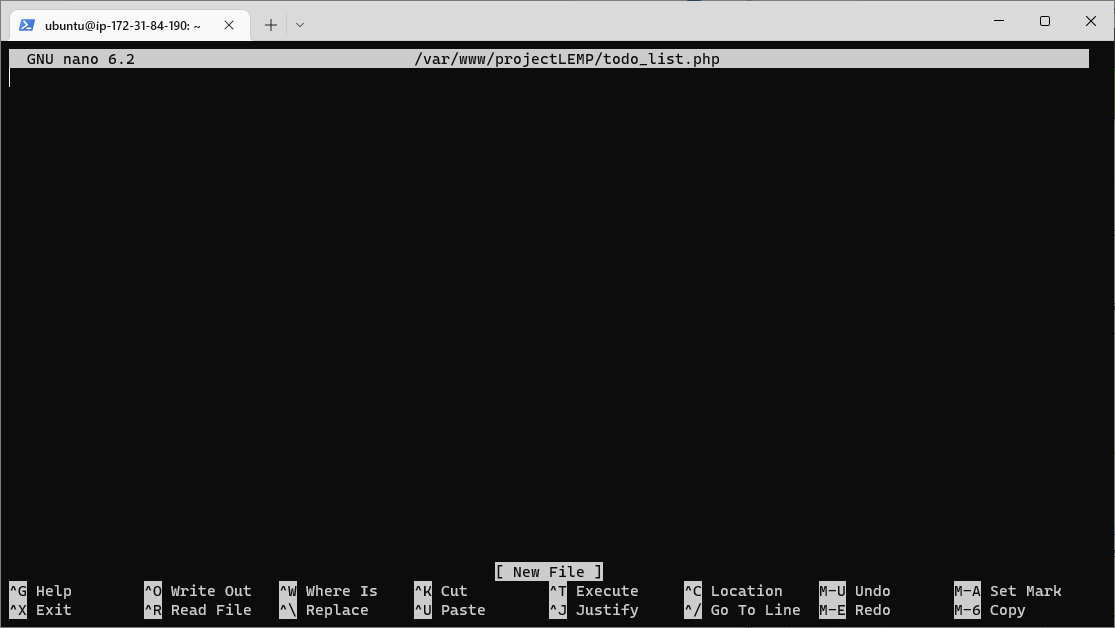 ubuntu@ip-172-31-84-190: ~
GNU nano 6.2 /var/www/projectLEMP/todo_list.php
[ New File ]
^G Help ^O Write Out ^W Where Is ^K Cut ^T Execute ^C Location M-U Undo M-A Set Mark
^X Exit ^R Read File ^\ Replace ^U Paste ^J Justify ^/ Go To Line M-E Redo M-6 Copy